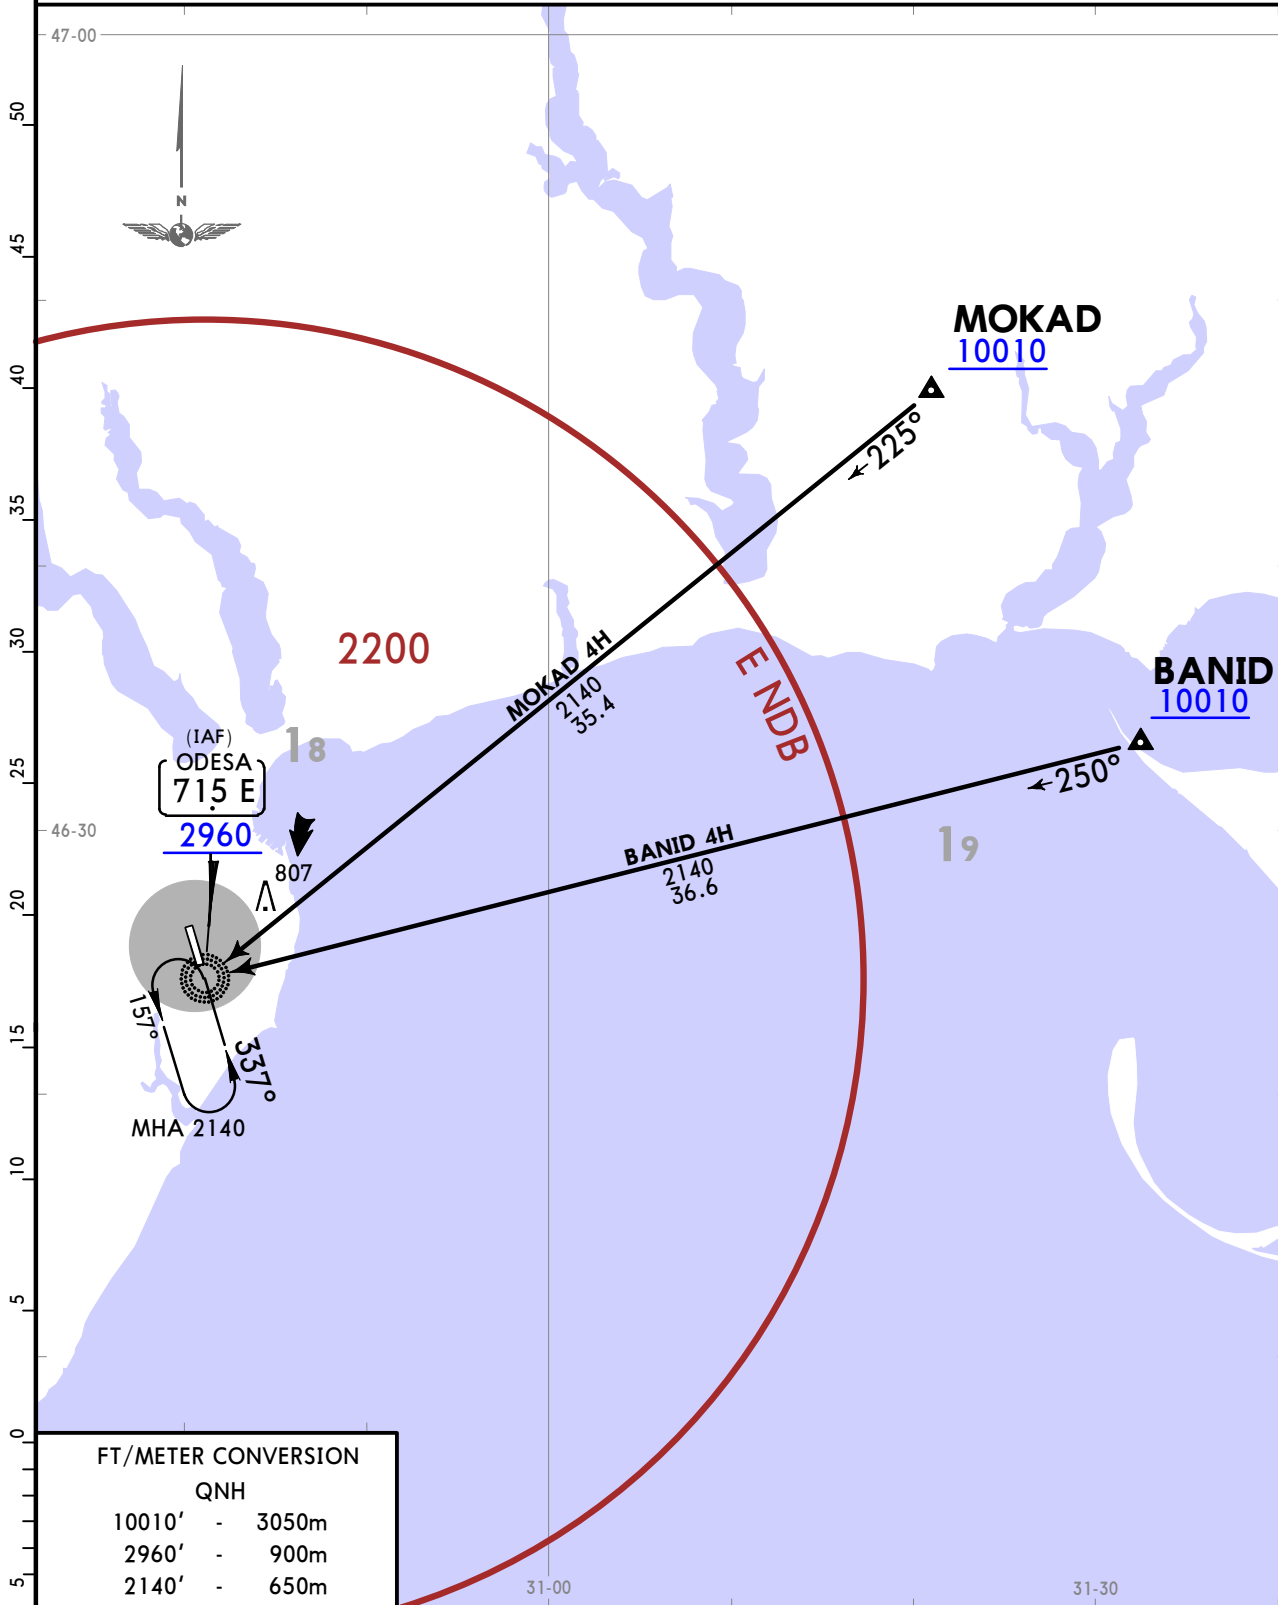 47-00
50
N
45
MOKAD
10010
40
225°
35
30
2200
MOKAD 4H
2140
35.4
E NDB
BANID
10010
(IAF)
ODESA
715 E
2960
18
25
250°
46-30
BANID 4H
2140
36.6
19
807
20
157°
337°
15
MHA 2140
10
5
0
FT/METER CONVERSION
QNH
10010' - 3050m
2960' - 900m
2140' - 650m
5
31-00
31-30